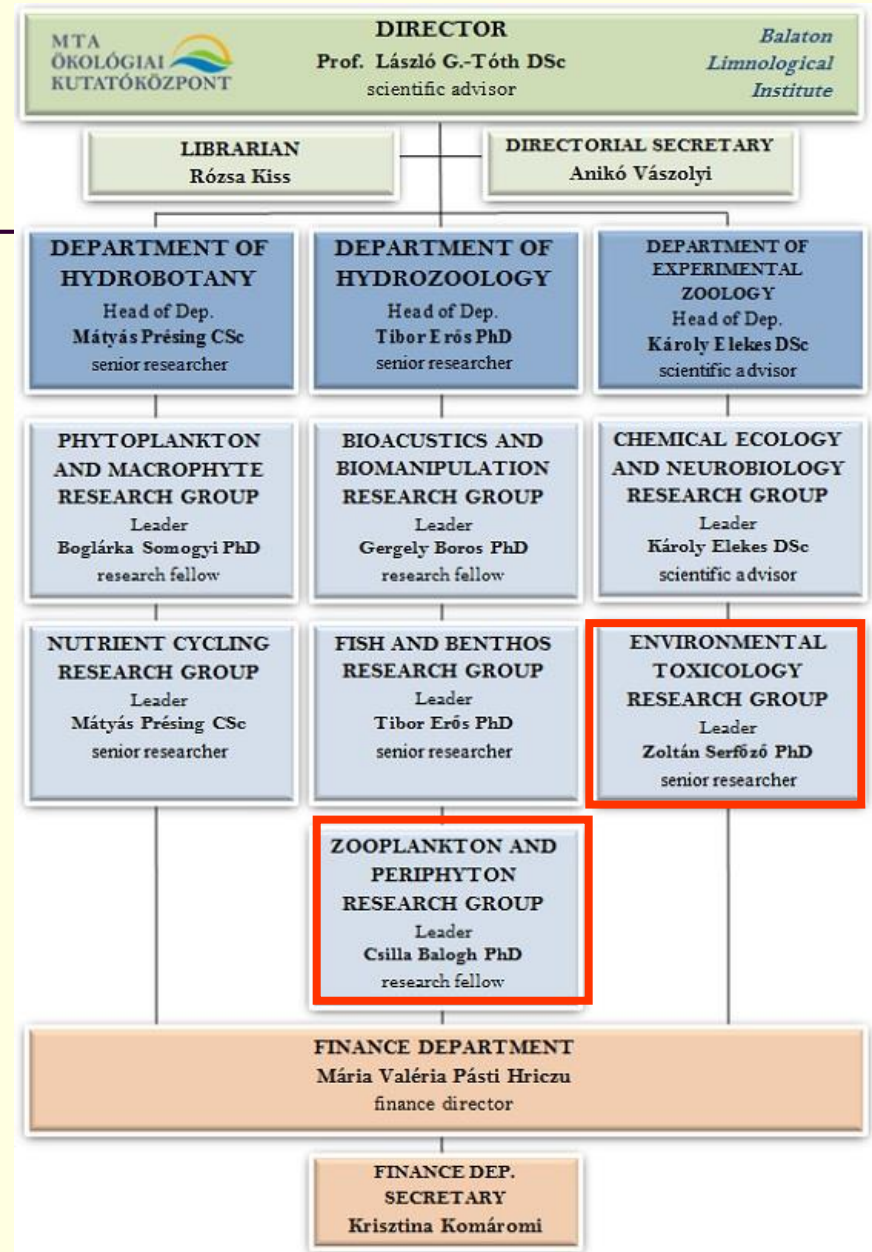 MTA
ÖKOLÓGIAI
KUTATÓKÖZPONT
DIRECTOR
Prof. László G.-Tóth DSc
scientific advisor
Balaton
Limnological
Institute
LIBRARIAN
Rózsa Kiss
DIRECTORIAL SECRETARY
Anikó Vászolyi
DEPARTMENT OF
HYDROBOTANY
Head of Dep.
Mátyás Présing CSc
senior researcher
DEPARTMENT OF
HYDROZOOLOGY
Head of Dep.
Tibor Erős PhD
senior researcher
DEPARTMENT OF
EXPERIMENTAL
ZOOLOGY
Head of Dep.
Károly Elekes DSc
scientific advisor
PHYTOPLANKTON
AND MACROPHYTE
RESEARCH GROUP
Leader
Boglárka Somogyi PhD
research fellow
BIOACUSTICS AND
BIOMANIPULATION
RESEARCH GROUP
Leader
Gergely Boros PhD
research fellow
CHEMICAL ECOLOGY
AND NEUROBIOLOGY
RESEARCH GROUP
Leader
Károly Elekes DSc
scientific advisor
NUTRIENT CYCLING
RESEARCH GROUP
Leader
Mátyás Présing CSc
senior researcher
FISH AND BENTHOS
RESEARCH GROUP
Leader
Tibor Erős PhD
senior researcher
ENVIRONMENTAL
TOXICOLOGY
RESEARCH GROUP
Leader
Zoltán Serfőző PhD
senior researcher
ZOOPLANKTON AND
PERIPHYTON
RESEARCH GROUP
Leader
Csilla Balogh PhD
research fellow
FINANCE DEPARTMENT
Mária Valéria Pásti Hriczu
finance director
FINANCE DEP.
SECRETARY
Krisztina Komáromi